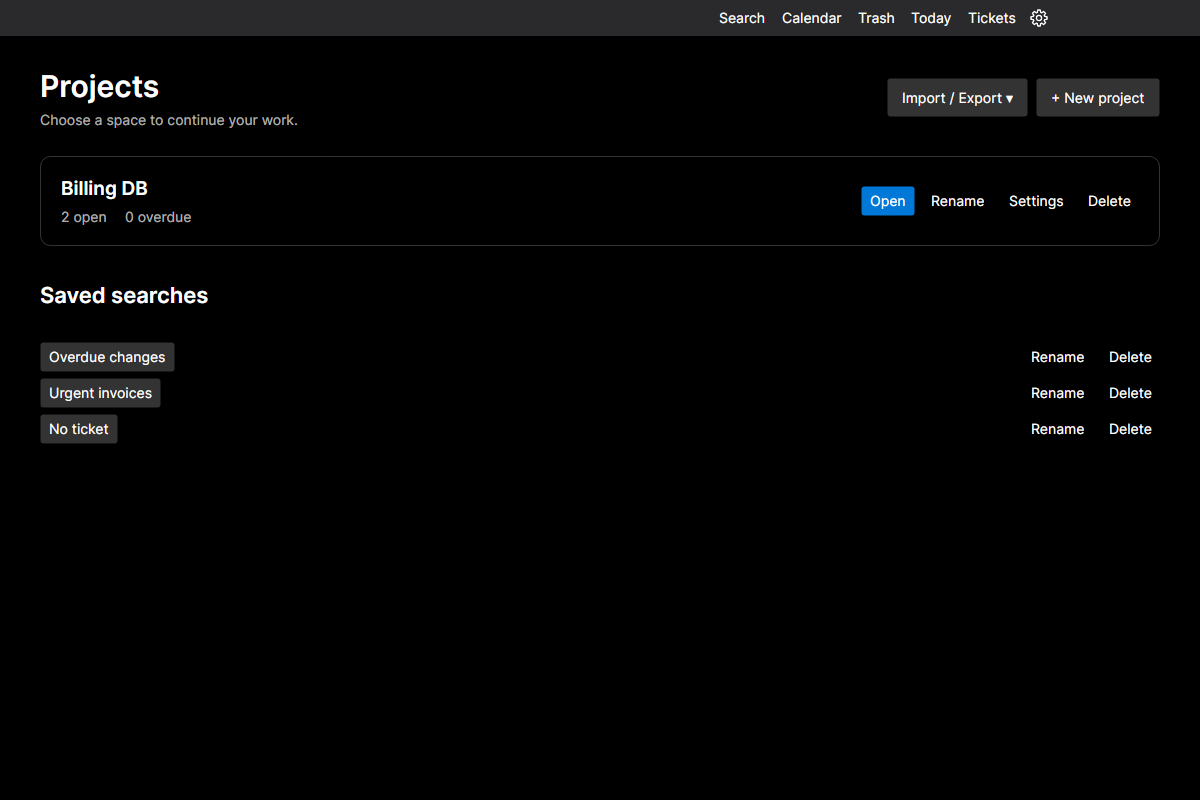 Search Calendar Trash Today Tickets
Projects
Choose a space to continue your work.
Import / Export ▾ + New project
Billing DB
2 open 0 overdue
Open Rename Settings Delete
Saved searches
Overdue changes Rename Delete
Urgent invoices Rename Delete
No ticket Rename Delete